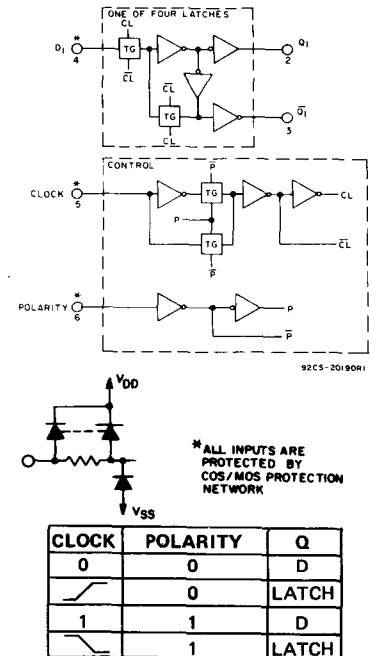 ONE OF FOUR LATCHES
CL
*
D1
4
TG
CL
Q1
2
CL
TG
CL
Q1
3
CONTROL
P
CLOCK
*
5
TG
CL
P
TG
CL
P
POLARITY
*
6
P
P
92CS-20190R1
VDD
VSS
*ALL INPUTS ARE
PROTECTED BY
COS/MOS PROTECTION
NETWORK
CLOCK POLARITY Q
0 0 D
0 LATCH
1 1 D
1 LATCH